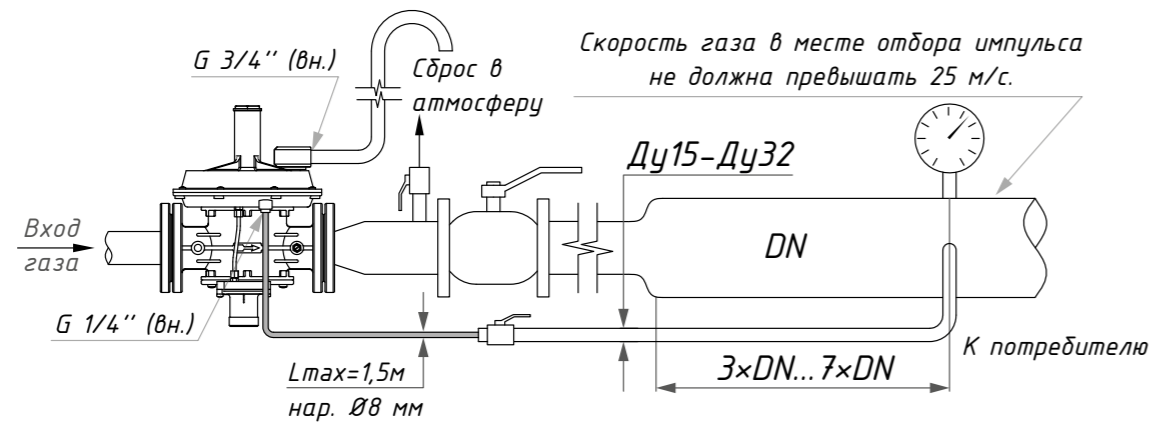 G 3/4'' (вн.)
Сброс в
атмосферу
Скорость газа в месте отбора импульса
не должна превышать 25 м/с.
Ду15-Ду32
Вход
газа
DN
G 1/4'' (вн.)
К потребителю
Lmax=1,5м
нар. Ø8 мм
3×DN...7×DN